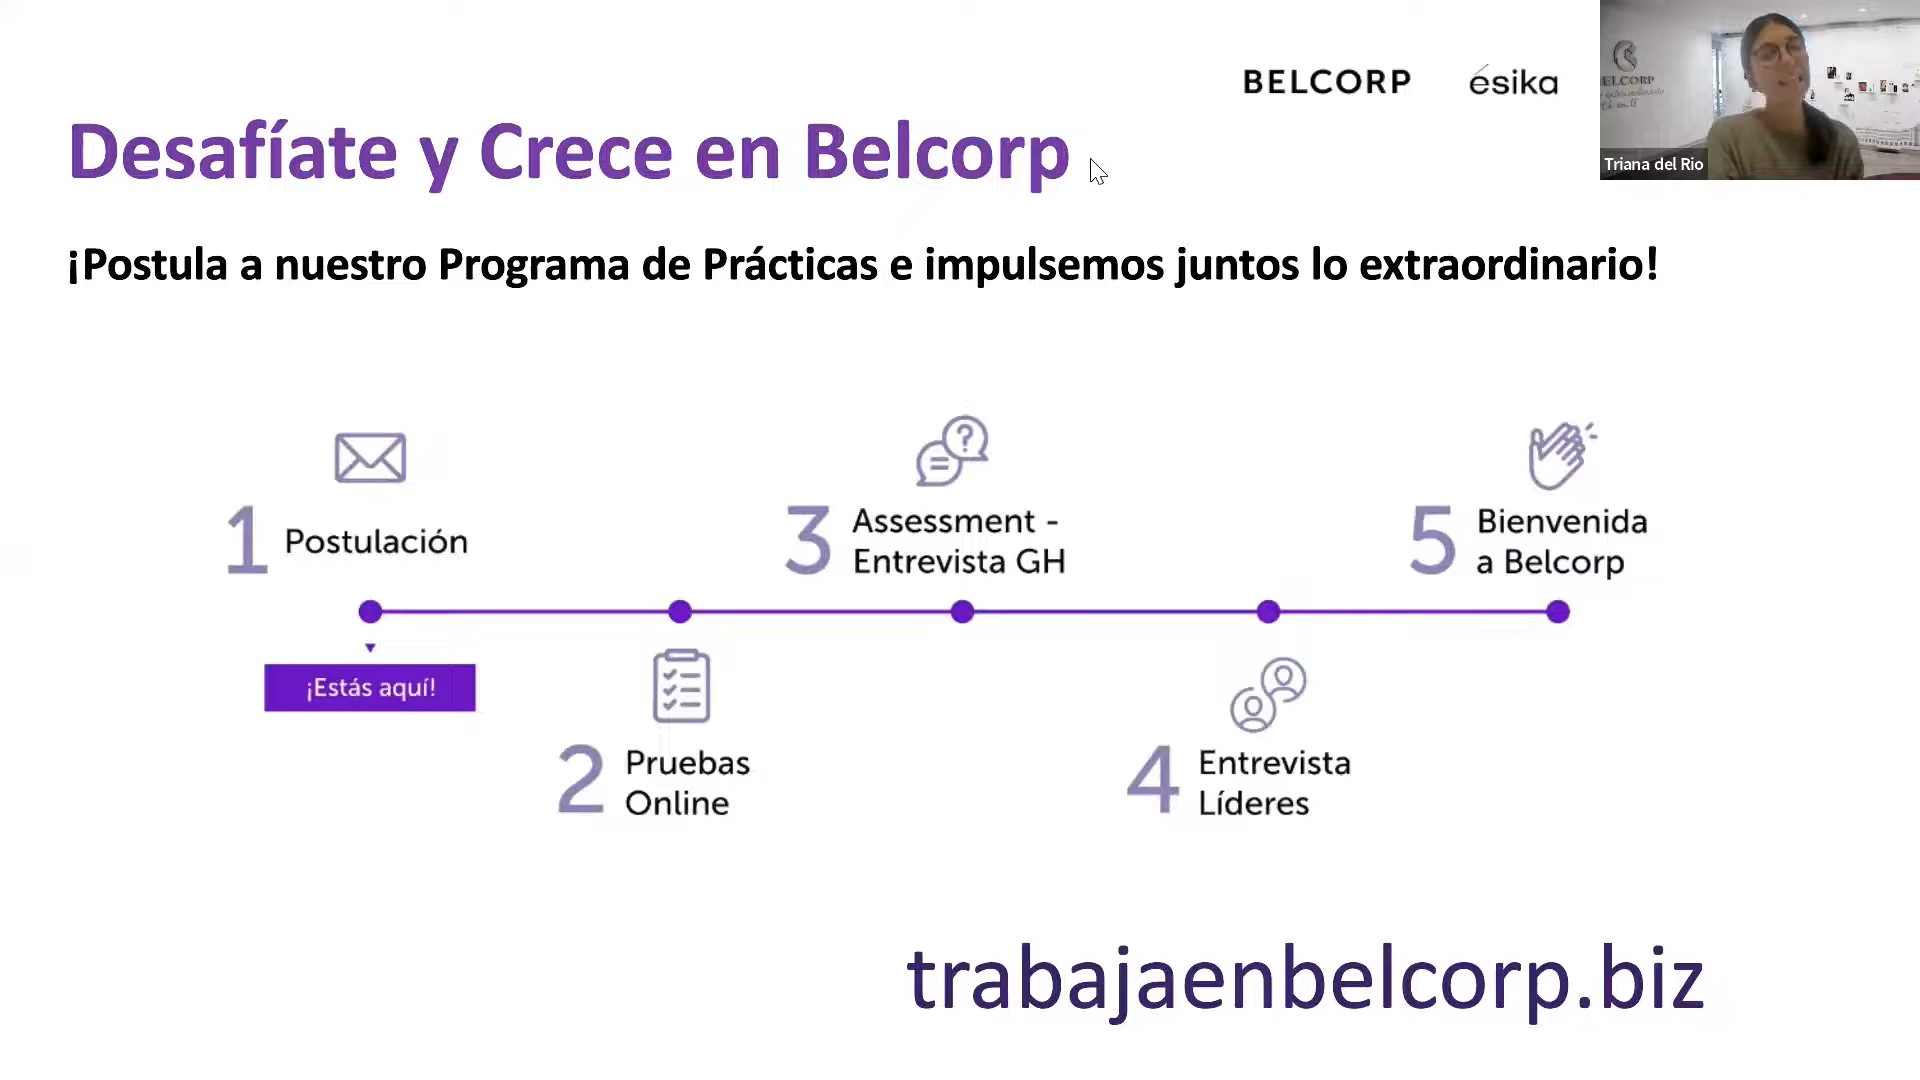 BELCORP ésika
Desafíate y Crece en Belcorp
¡Postula a nuestro Programa de Prácticas e impulsemos juntos lo extraordinario!
1 Postulación
¡Estás aquí!
2 Pruebas
Online
3 Assessment -
Entrevista GH
4 Entrevista
Líderes
5 Bienvenida
a Belcorp
trabajaenbelcorp.biz
BELCORP
Triana del Rio